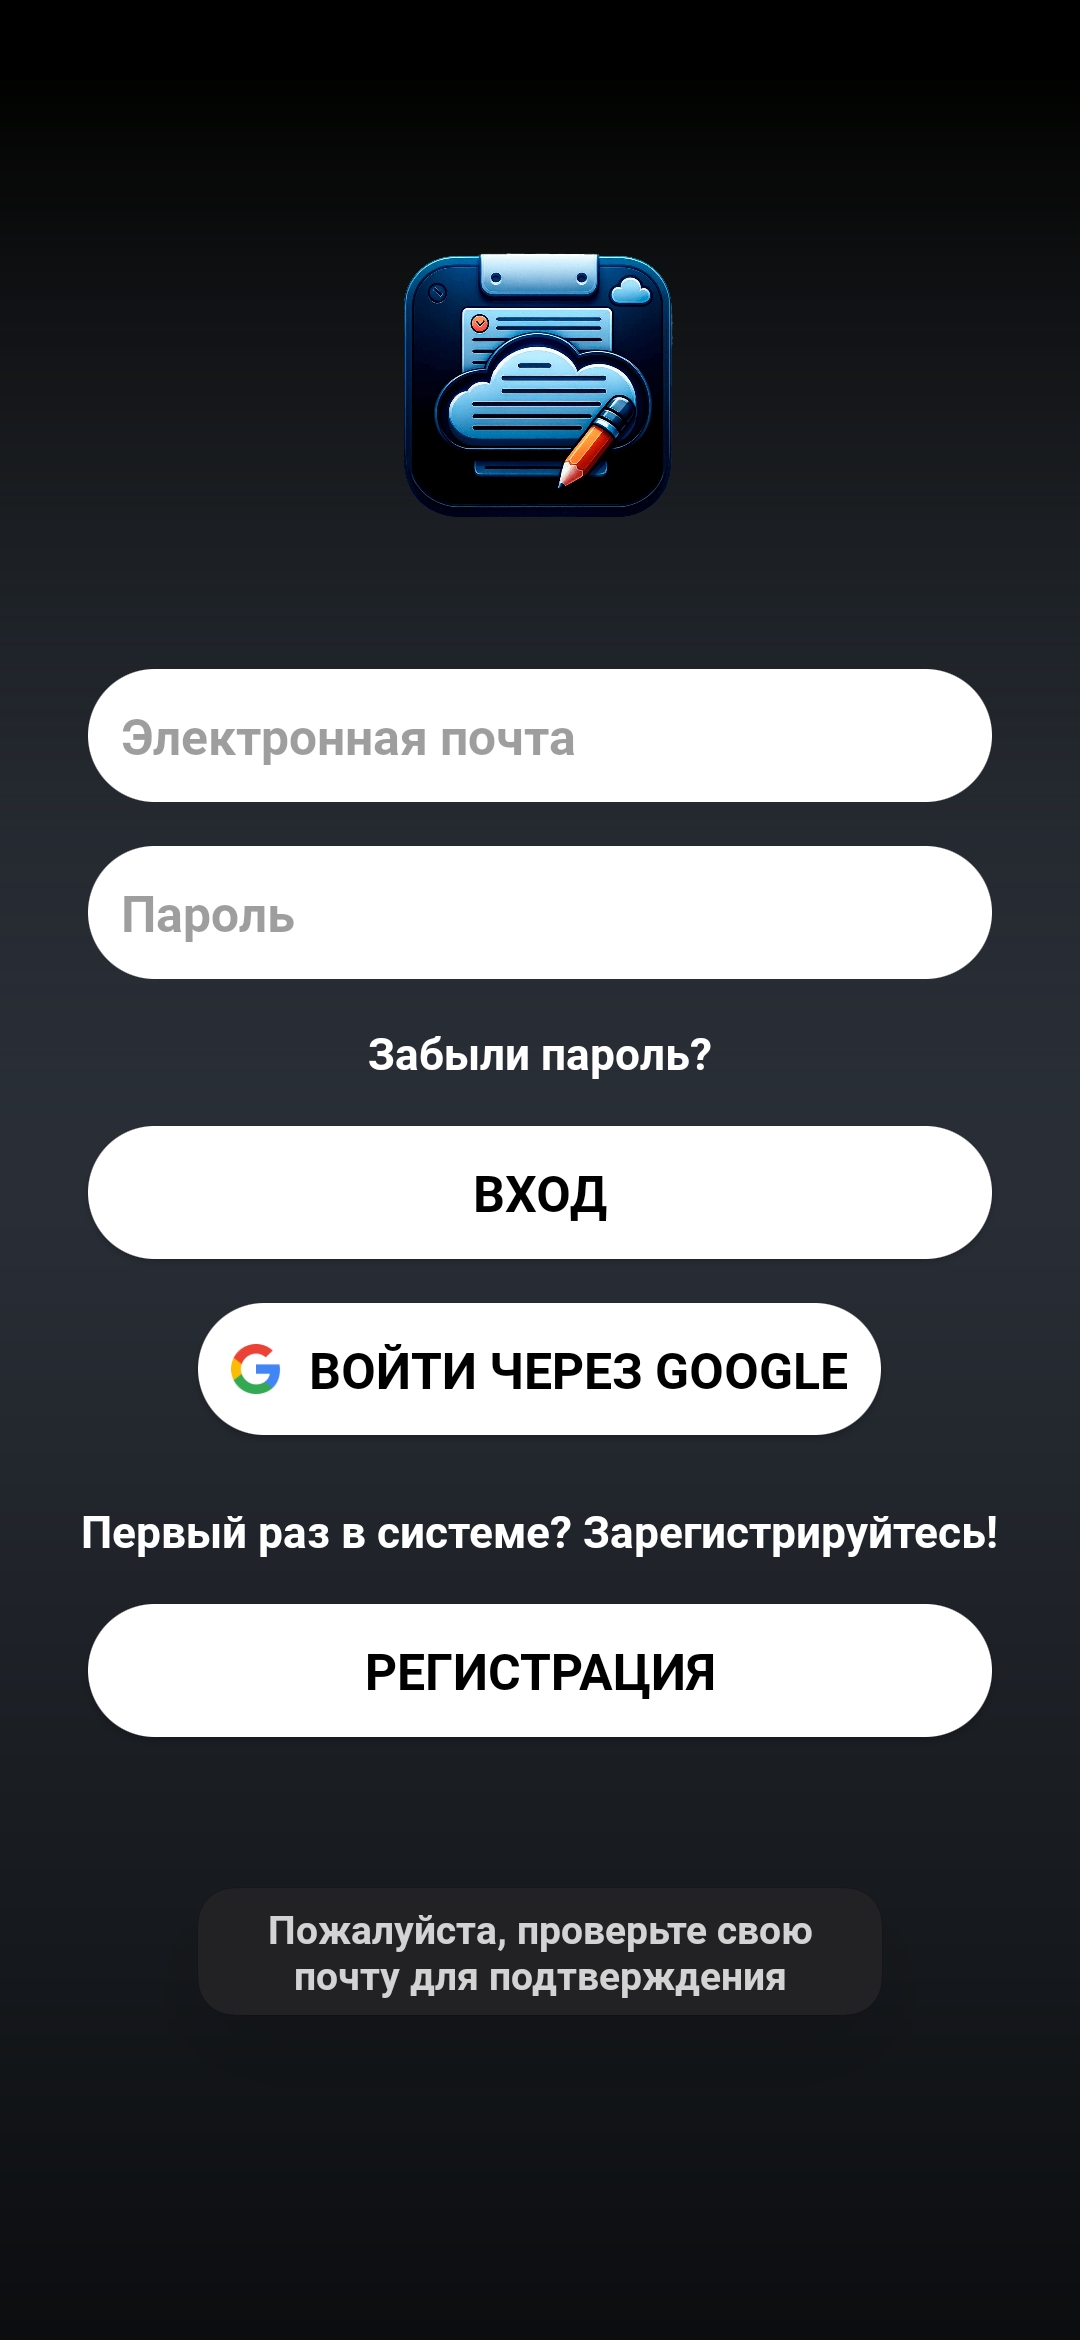 Электронная почта
Пароль
Забыли пароль?
ВХОД
ВОЙТИ ЧЕРЕЗ GOOGLE
Первый раз в системе? Зарегистрируйтесь!
РЕГИСТРАЦИЯ
Пожалуйста, проверьте свою
почту для подтверждения